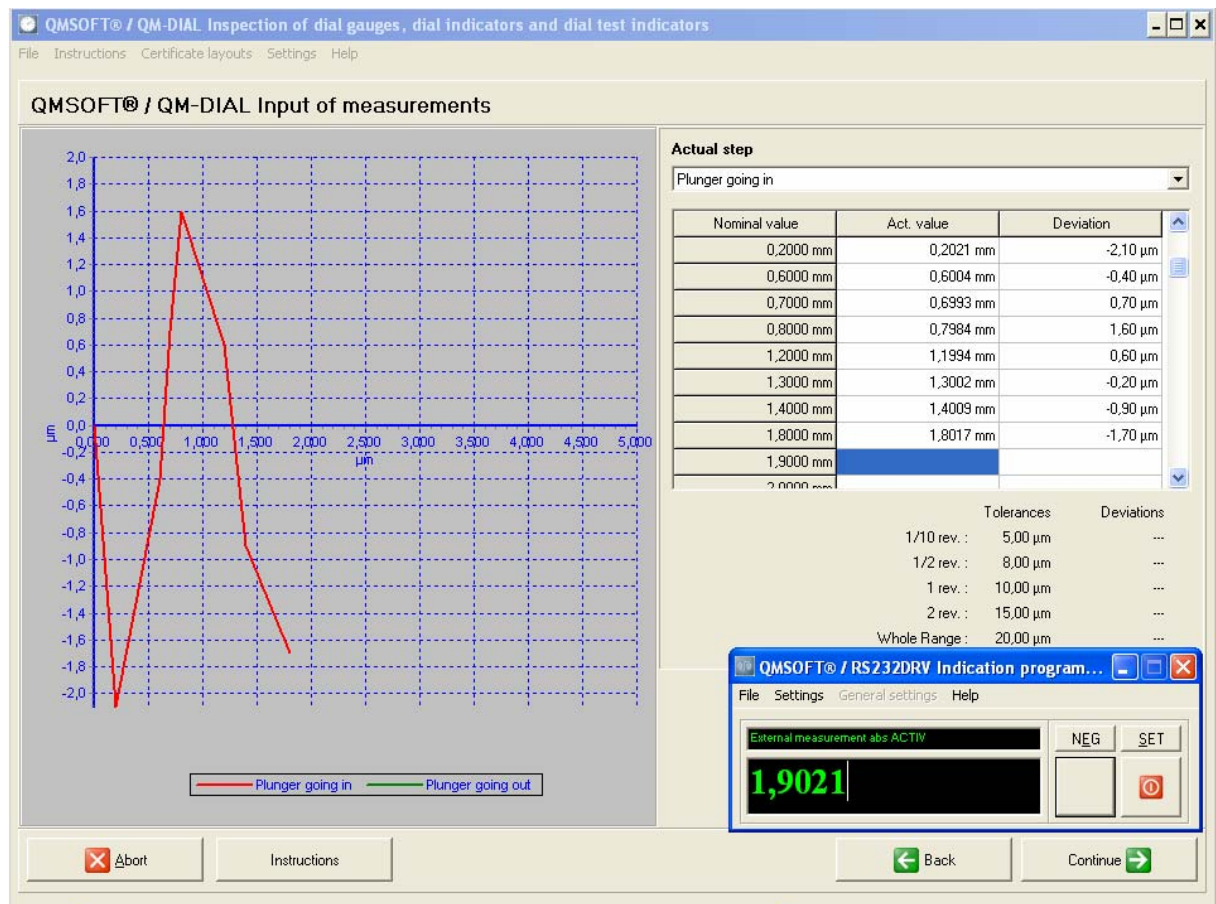 QMSOFT® / QM-DIAL Inspection of dial gauges, dial indicators and dial test indicators
File Instructions Certificate layouts Settings Help
QMSOFT® / QM-DIAL Input of measurements
2,0
1,8
1,6
1,4
1,2
1,0
0,8
0,6
0,4
0,2
0,0
-0,2
-0,4
-0,6
-0,8
-1,0
-1,2
-1,4
-1,6
-1,8
-2,0
µm
0,000 0,500 1,000 1,500 2,000 2,500 3,000 3,500 4,000 4,500 5,000
µm
Plunger going in Plunger going out
Actual step
Plunger going in
Nominal value Act. value Deviation
0,2000 mm 0,2021 mm -2,10 µm
0,6000 mm 0,6004 mm -0,40 µm
0,7000 mm 0,6993 mm 0,70 µm
0,8000 mm 0,7984 mm 1,60 µm
1,2000 mm 1,1994 mm 0,60 µm
1,3000 mm 1,3002 mm -0,20 µm
1,4000 mm 1,4009 mm -0,90 µm
1,8000 mm 1,8017 mm -1,70 µm
1,9000 mm
2,0000 mm
Tolerances Deviations
1/10 rev. : 5,00 µm ---
1/2 rev. : 8,00 µm ---
1 rev. : 10,00 µm ---
2 rev. : 15,00 µm ---
Whole Range : 20,00 µm ---
QMSOFT® / RS232DRV Indication program...
File Settings General settings Help
External measurement abs ACTIV
NEG SET
1,9021
Abort Instructions Back Continue